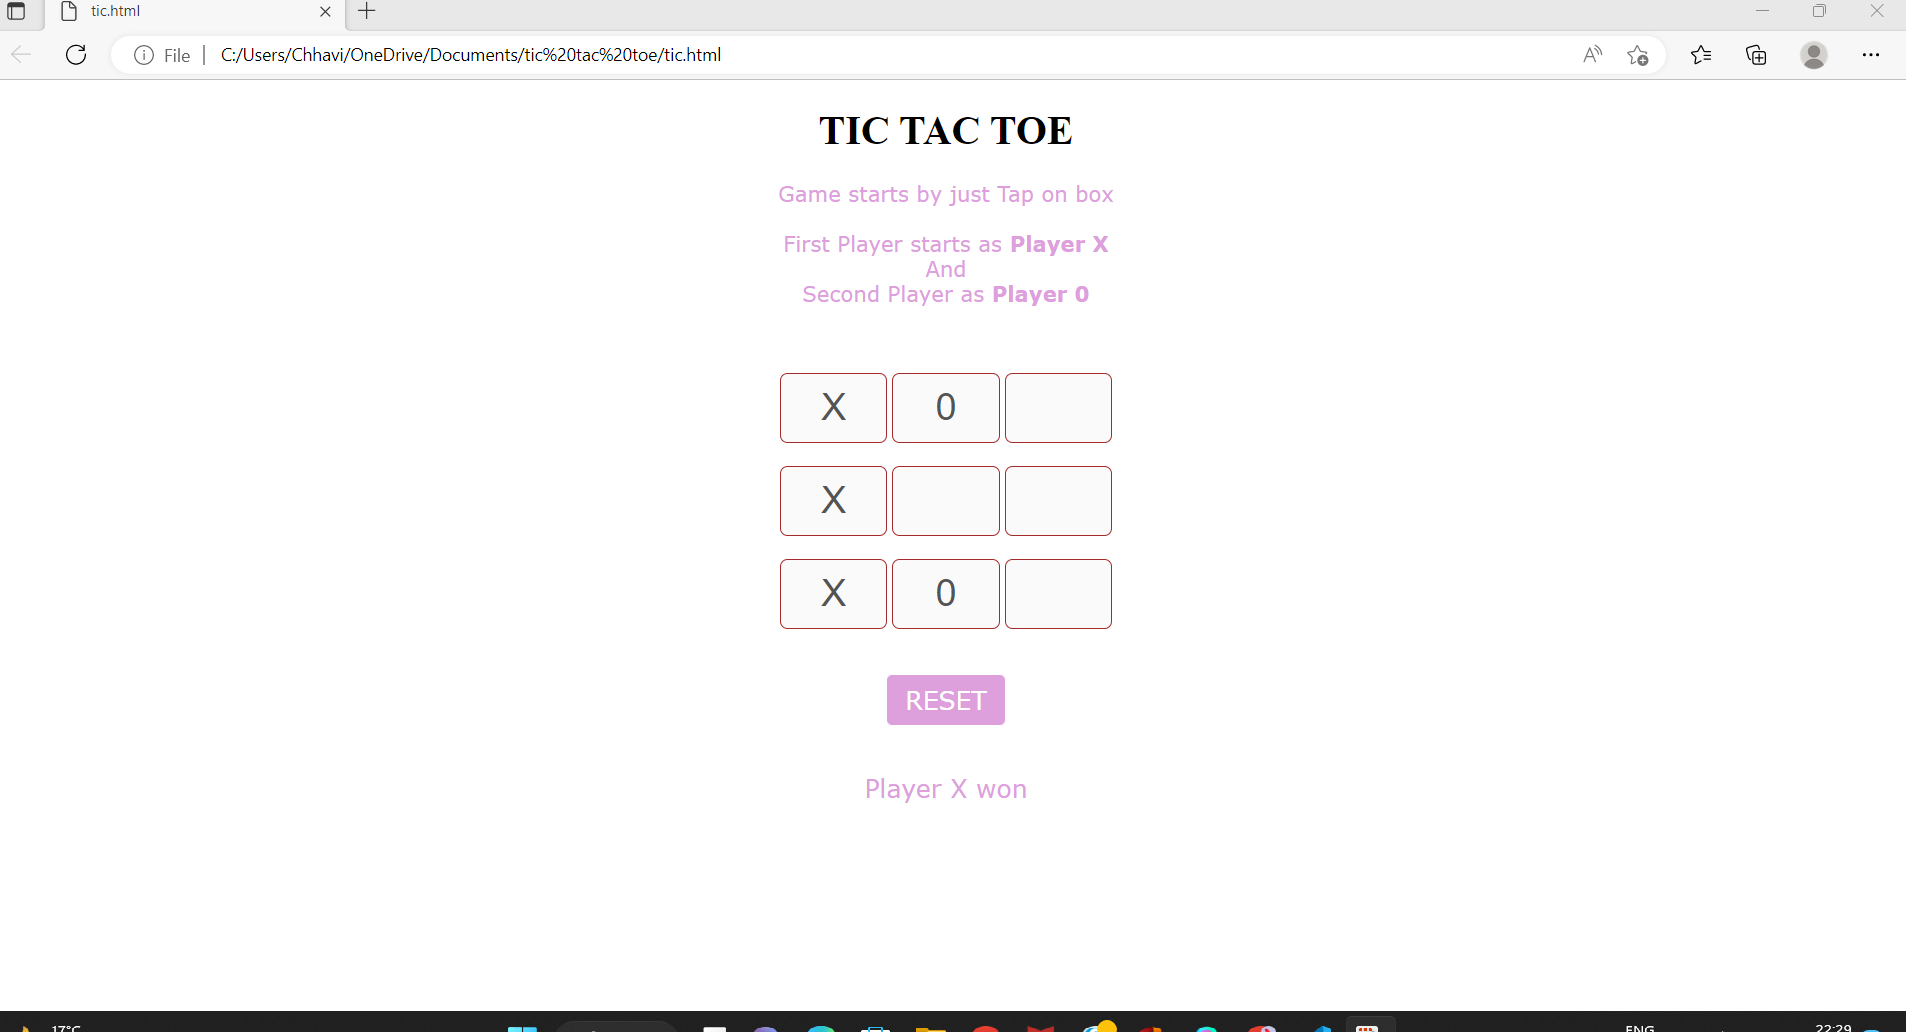 tic.html
File C:/Users/Chhavi/OneDrive/Documents/tic%20tac%20toe/tic.html
TIC TAC TOE
Game starts by just Tap on box
First Player starts as Player X
And
Second Player as Player 0
X 0
X
X 0
RESET
Player X won
17°C
ENG
22:29